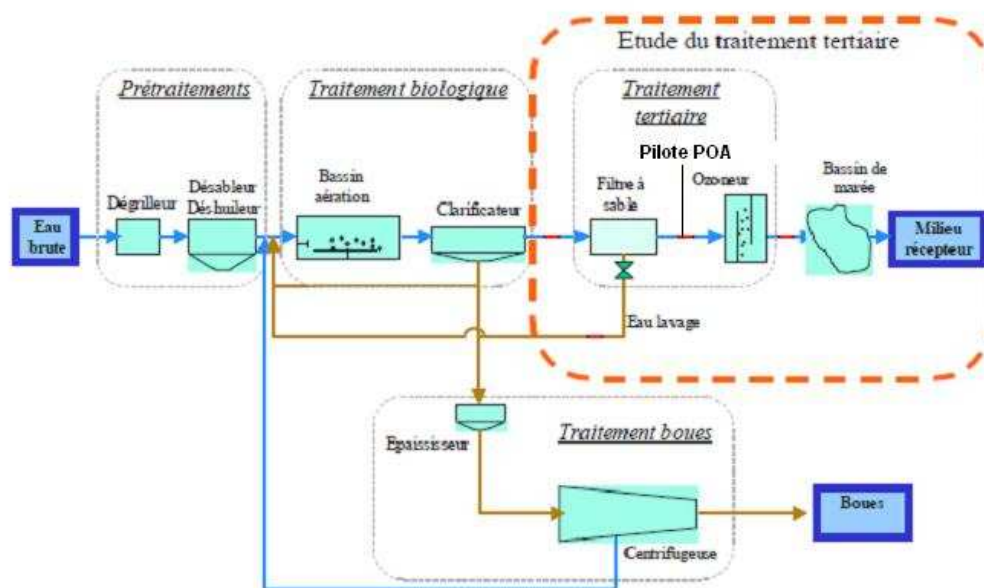 Etude du traitement tertiaire
Prétraitements
Traitement biologique
Traitement
tertiaire
Pilote POA
Bassin
aération
Désableur
Déshuileur
Dégrilleur
Clarificateur
Filtre à
sable
Ozoneur
Bassin de
marée
Eau
brute
Milieu
récepteur
Eau lavage
Epaississeur
Traitement boues
Boues
Centrifugeuse